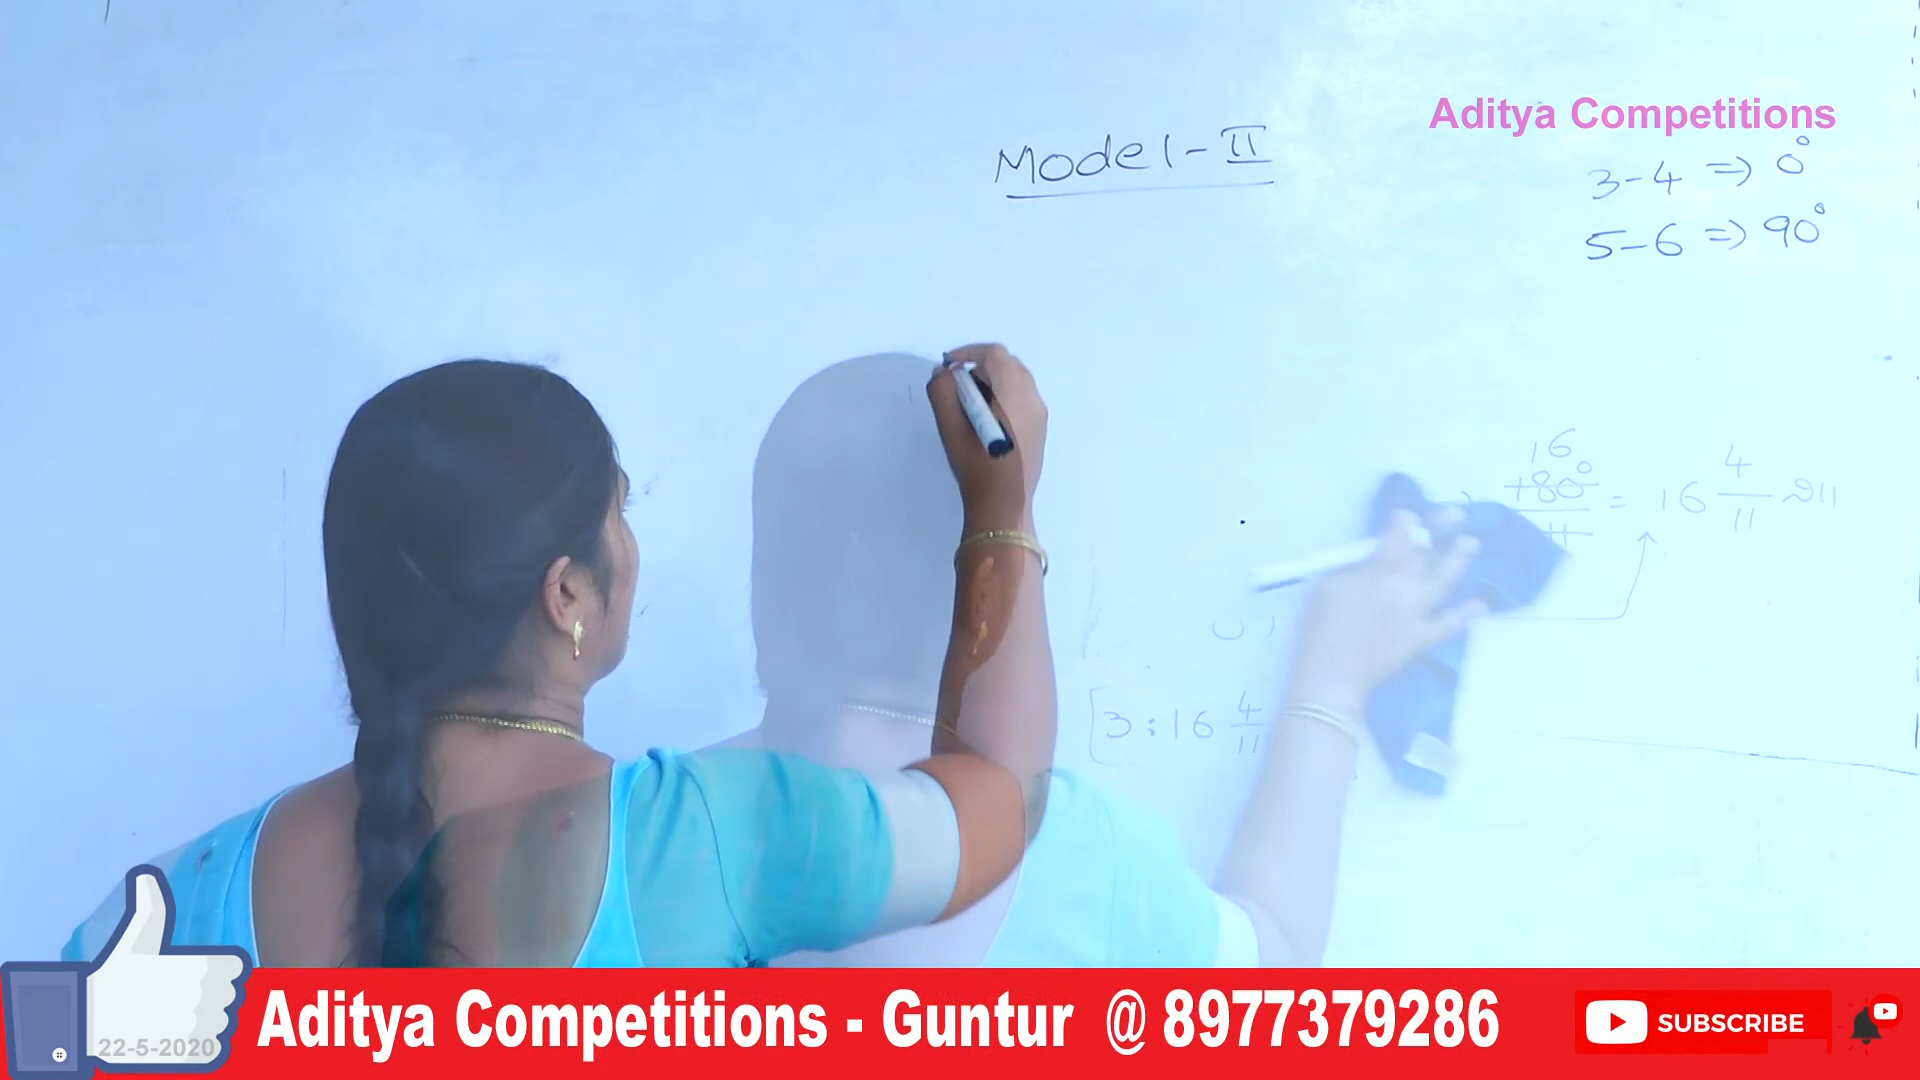 Aditya Competitions
Model-II
3-4 => 0°
5-6 => 90°
16
180° = 16 4/11 ని॥
11
3 : 16 4/11
Aditya Competitions - Guntur @ 8977379286
SUBSCRIBE
22-5-2020